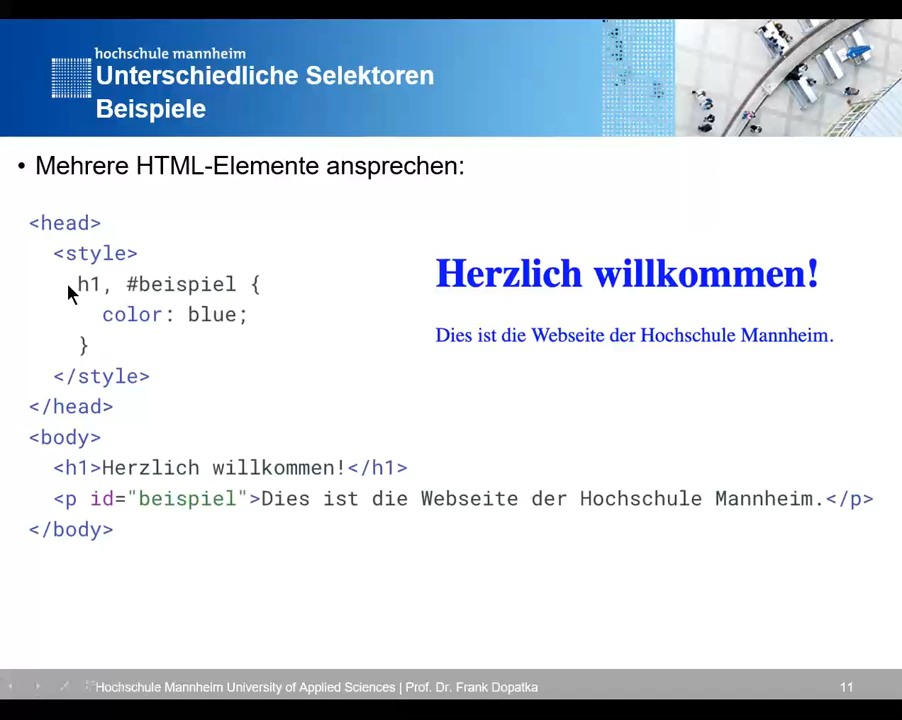 hochschule mannheim
Unterschiedliche Selektoren
Beispiele
• Mehrere HTML-Elemente ansprechen:
<head>
<style>
h1, #beispiel {
color: blue;
}
</style>
</head>
<body>
<h1>Herzlich willkommen!</h1>
<p id="beispiel">Dies ist die Webseite der Hochschule Mannheim.</p>
</body>
Herzlich willkommen!
Dies ist die Webseite der Hochschule Mannheim.
Hochschule Mannheim University of Applied Sciences | Prof. Dr. Frank Dopatka
11